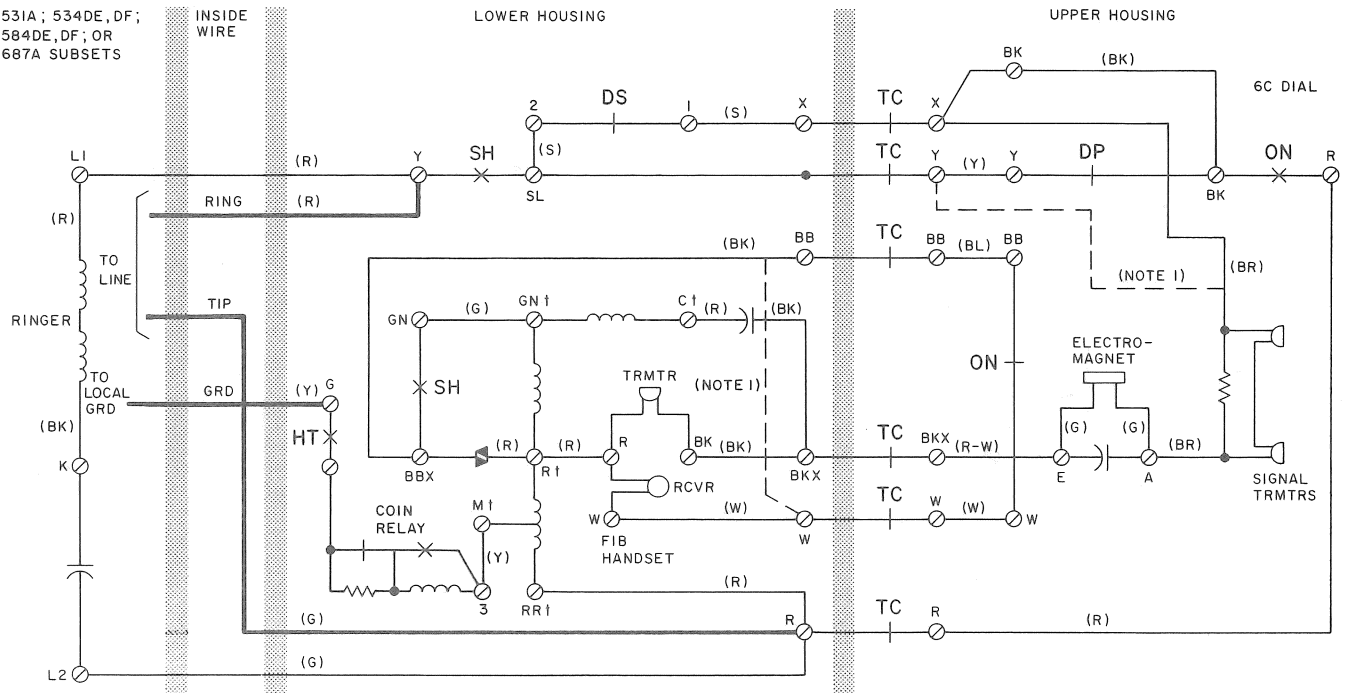 531A; 534DE, DF;
584DE, DF; OR
687A SUBSETS
INSIDE
WIRE
LOWER HOUSING
UPPER HOUSING
BK
(BK)
6C DIAL
2
DS
1
(S)
X
TC
X
L1
(R)
Y
SH
(S)
SL
TC
Y
(Y)
Y
DP
BK
ON
R
(R)
RING
(R)
TO
LINE
(BK)
BB
TC
BB
(BL)
BB
(BR)
(NOTE 1)
RINGER
TIP
GN
(G)
GN†
C†
(R)
(BK)
SH
(NOTE 1)
ON
ELECTRO-
MAGNET
TRMTR
TO
LOCAL
GRD
GRD
(Y)
G
HT
(BK)
K
BBX
(R)
R†
(R)
R
BK
(BK)
BKX
TC
BKX
(R-W)
(G)
(G)
E
A
(BR)
SIGNAL
TRMTRS
RCVR
COIN
RELAY
M†
(Y)
3
W
FIB
HANDSET
(W)
W
TC
W
(W)
W
RR†
(R)
(G)
R
TC
R
(R)
L2
(G)